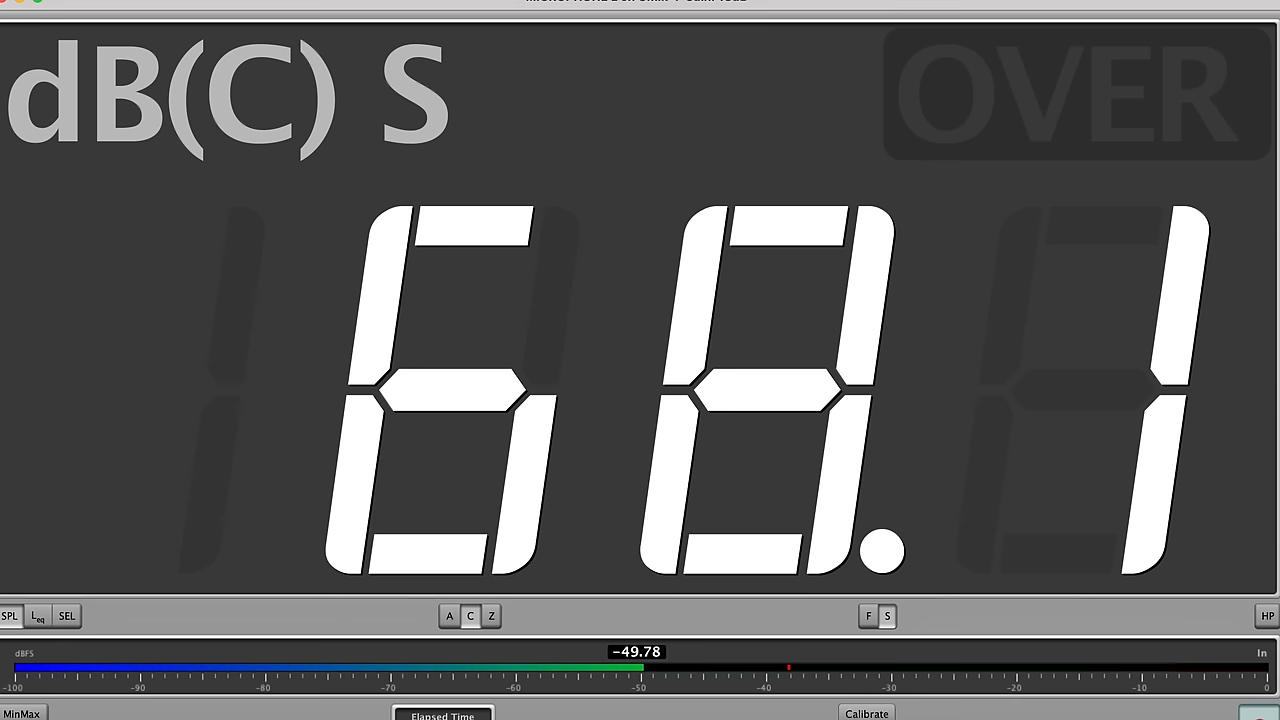 dB(C) S
OVER
68.1
SPL Leq SEL A C Z F S HP
-49.78
dBFS In
-100 -90 -80 -70 -60 -50 -40 -30 -20 -10 0
MinMax Elapsed Time Calibrate